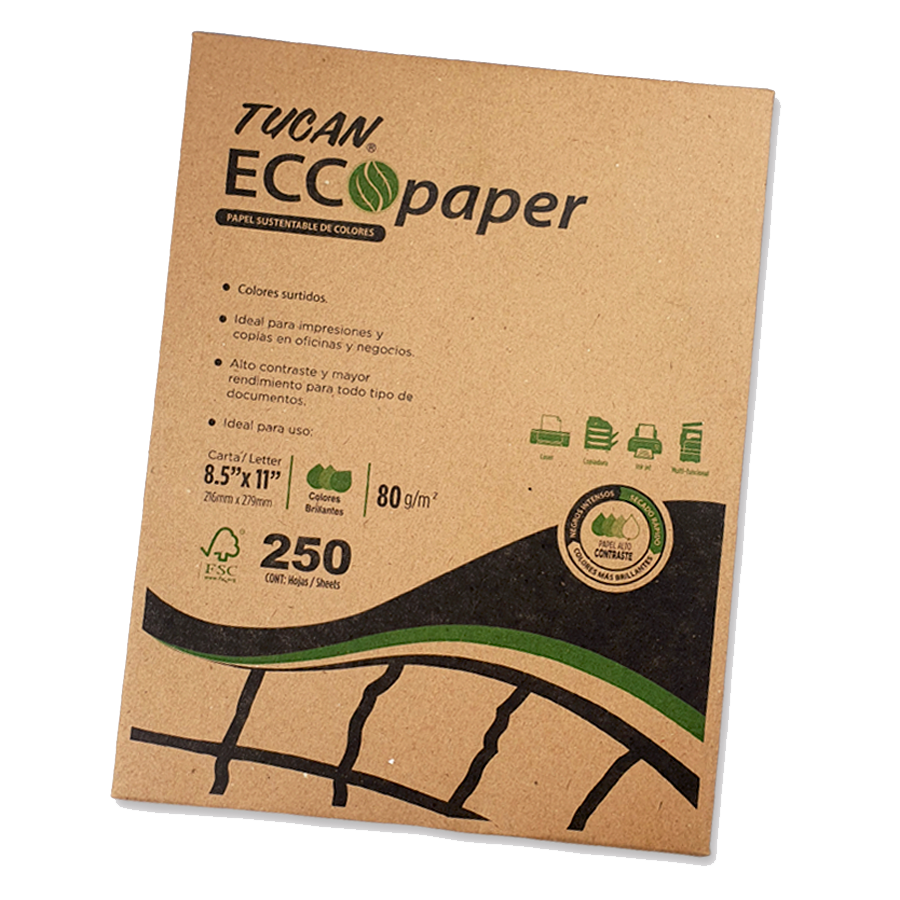 TUCAN®
ECCOpaper
PAPEL SUSTENTABLE DE COLORES
Colores surtidos.
Ideal para impresiones y
copias en oficinas y negocios.
Alto contraste y mayor
rendimiento para todo tipo de
documentos.
Ideal para uso:
Laser
Copiadora
Ink jet
Multi-funcional
Carta / Letter
8.5”x 11”
216mm x 279mm
Colores
Brillantes
80 g/m²
FSC
www.fsc.org
250
CONT: Hojas / Sheets
NEGROS INTENSOS
SECADO RÁPIDO
PAPEL ALTO
CONTRASTE
COLORES MÁS BRILLANTES